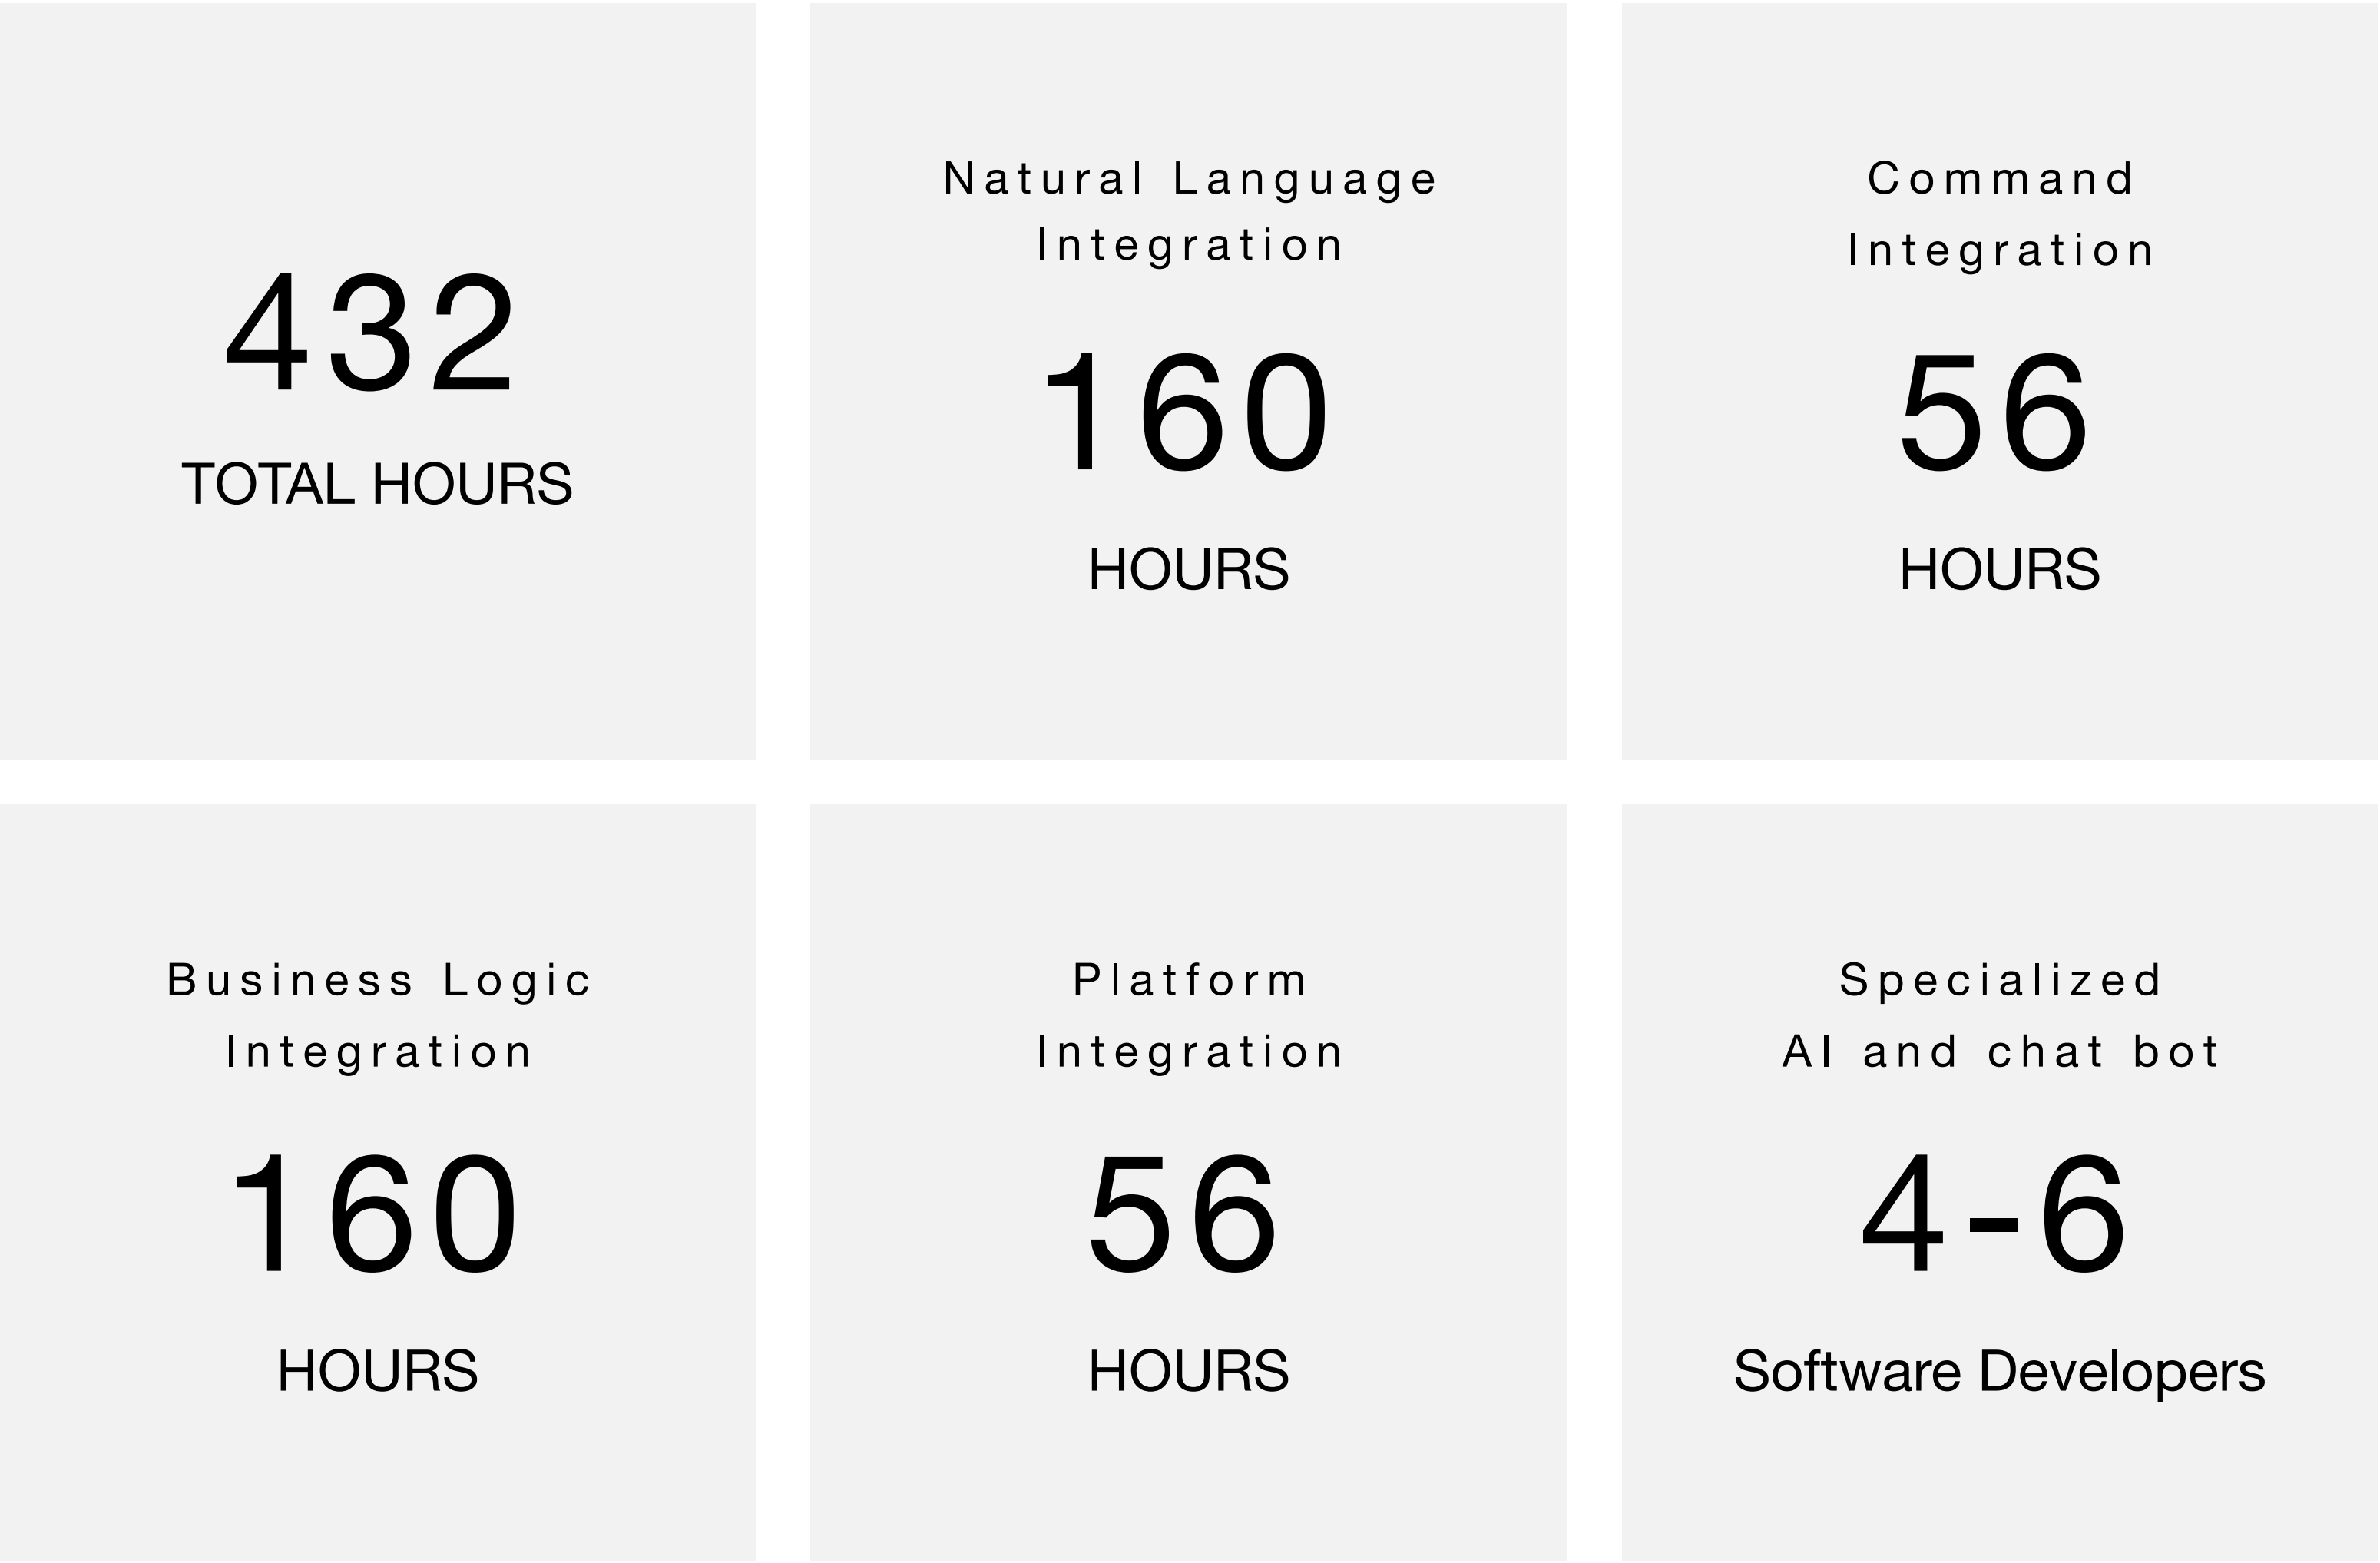 432
TOTAL HOURS
Natural Language
Integration
160
HOURS
Command
Integration
56
HOURS
Business Logic
Integration
160
HOURS
Platform
Integration
56
HOURS
Specialized
AI and chat bot
4-6
Software Developers